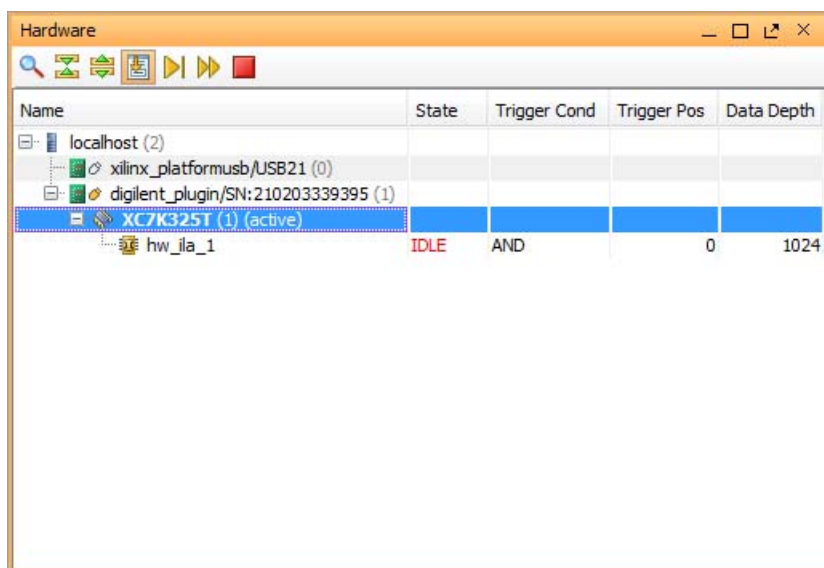 Hardware
Name State Trigger Cond Trigger Pos Data Depth
localhost (2)
xilinx_platformusb/USB21 (0)
digilent_plugin/SN:210203339395 (1)
XC7K325T (1) (active)
hw_ila_1 IDLE AND 0 1024